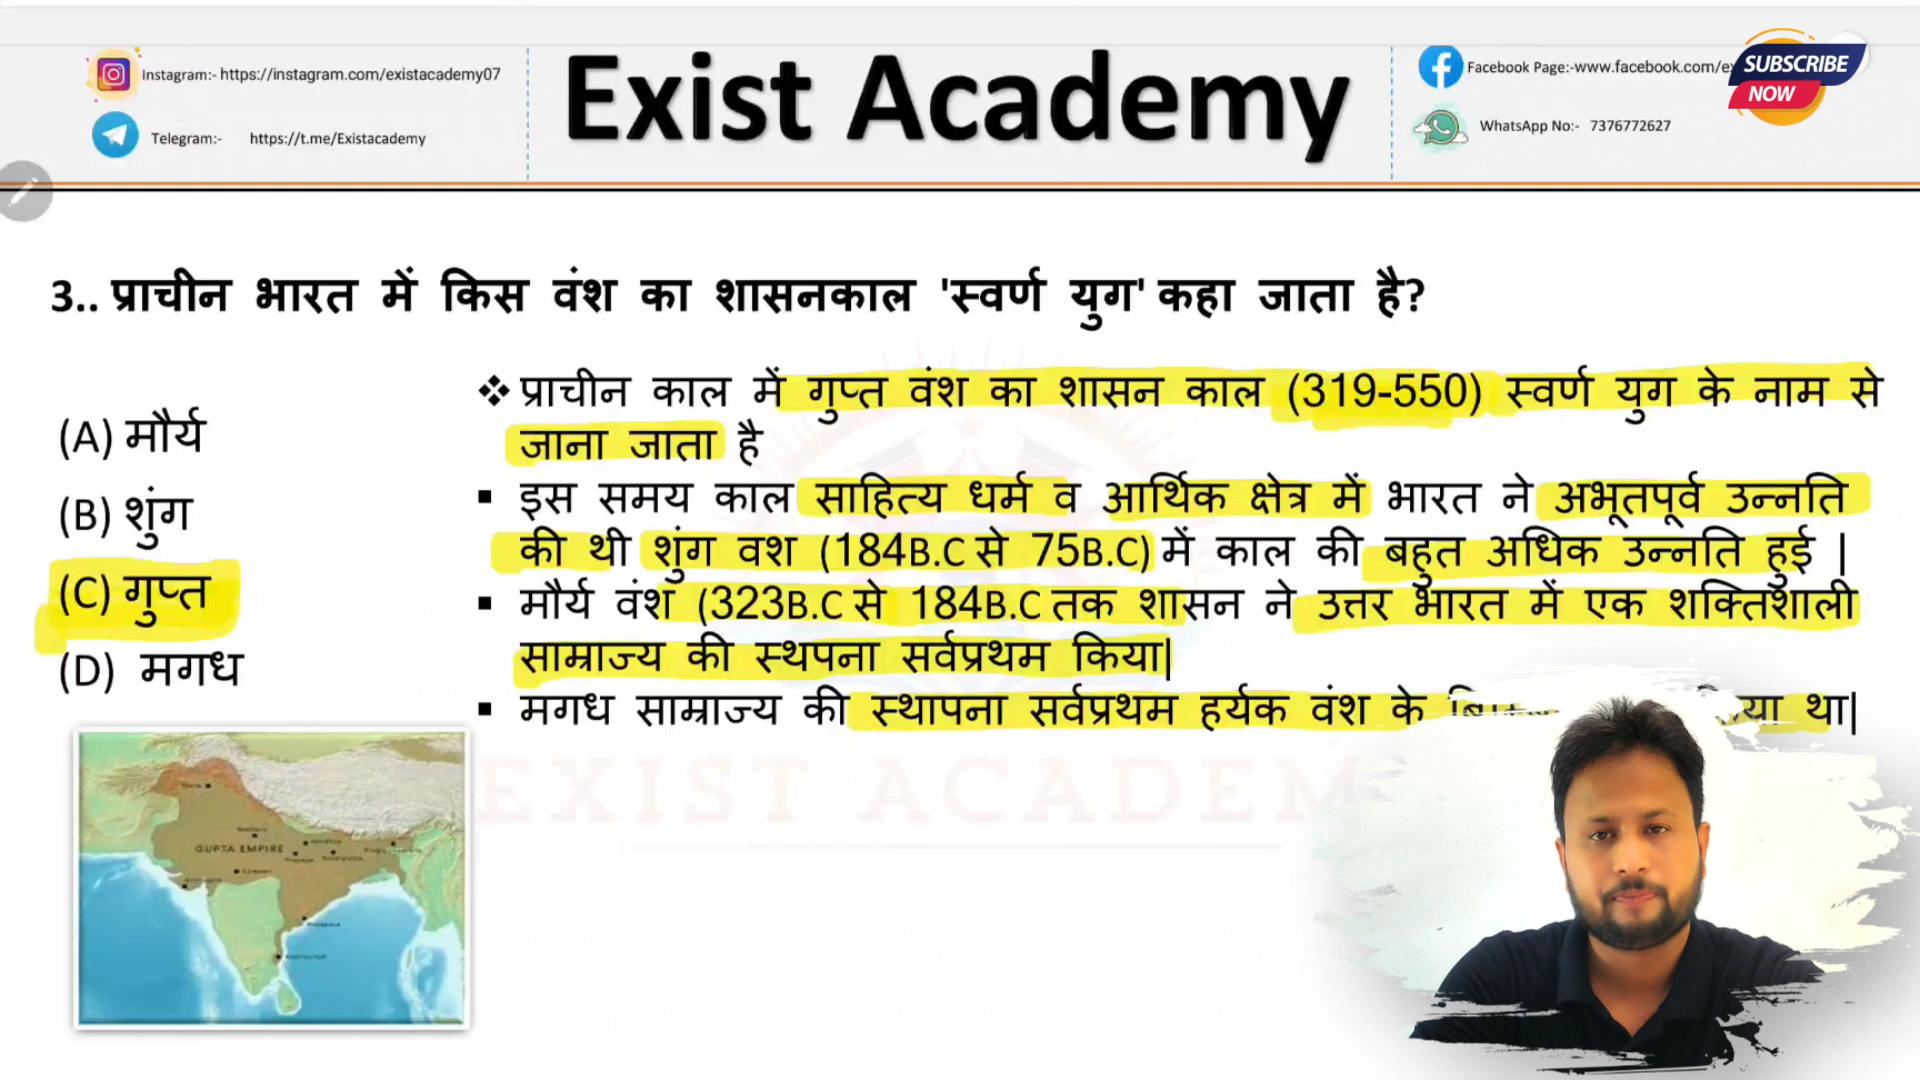 Instagram:- https://instagram.com/existacademy07
Telegram:- https://t.me/Existacademy
Exist Academy
Facebook Page:-www.facebook.com/ex
WhatsApp No:- 7376772627
SUBSCRIBE
NOW
3.. प्राचीन भारत में किस वंश का शासनकाल 'स्वर्ण युग' कहा जाता है?
(A) मौर्य
(B) शुंग
(C) गुप्त
(D) मगध
❖ प्राचीन काल में गुप्त वंश का शासन काल (319-550) स्वर्ण युग के नाम से
जाना जाता है
▪ इस समय काल साहित्य धर्म व आर्थिक क्षेत्र में भारत ने अभूतपूर्व उन्नति
की थी शुंग वश (184B.C से 75B.C) में काल की बहुत अधिक उन्नति हुई |
▪ मौर्य वंश (323B.C से 184B.C तक शासन ने उत्तर भारत में एक शक्तिशाली
साम्राज्य की स्थपना सर्वप्रथम किया|
▪ मगध साम्राज्य की स्थापना सर्वप्रथम हर्यक वंश के था|
GUPTA EMPIRE
EXIST ACADEM